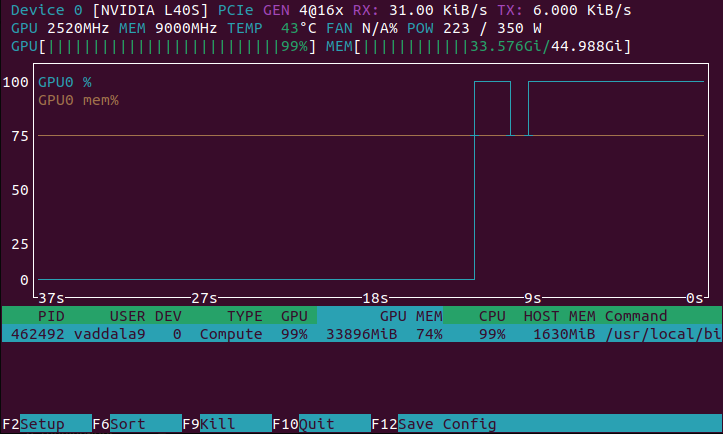 Device 0 [NVIDIA L40S] PCIe GEN 4@16x RX: 31.00 KiB/s TX: 6.000 KiB/s
GPU 2520MHz MEM 9000MHz TEMP  43°C FAN N/A% POW 223 / 350 W
GPU[||||||||||||||||||||||||||99%] MEM[||||||||||||33.576Gi/44.988Gi]
100 GPU0 %
GPU0 mem%
75
50
25
0
37s 27s 18s 9s 0s
PID USER DEV TYPE GPU GPU MEM CPU HOST MEM Command
462492 vaddala9 0 Compute 99% 33896MiB 74% 99% 1630MiB /usr/local/bi
F2Setup F6Sort F9Kill F10Quit F12Save Config